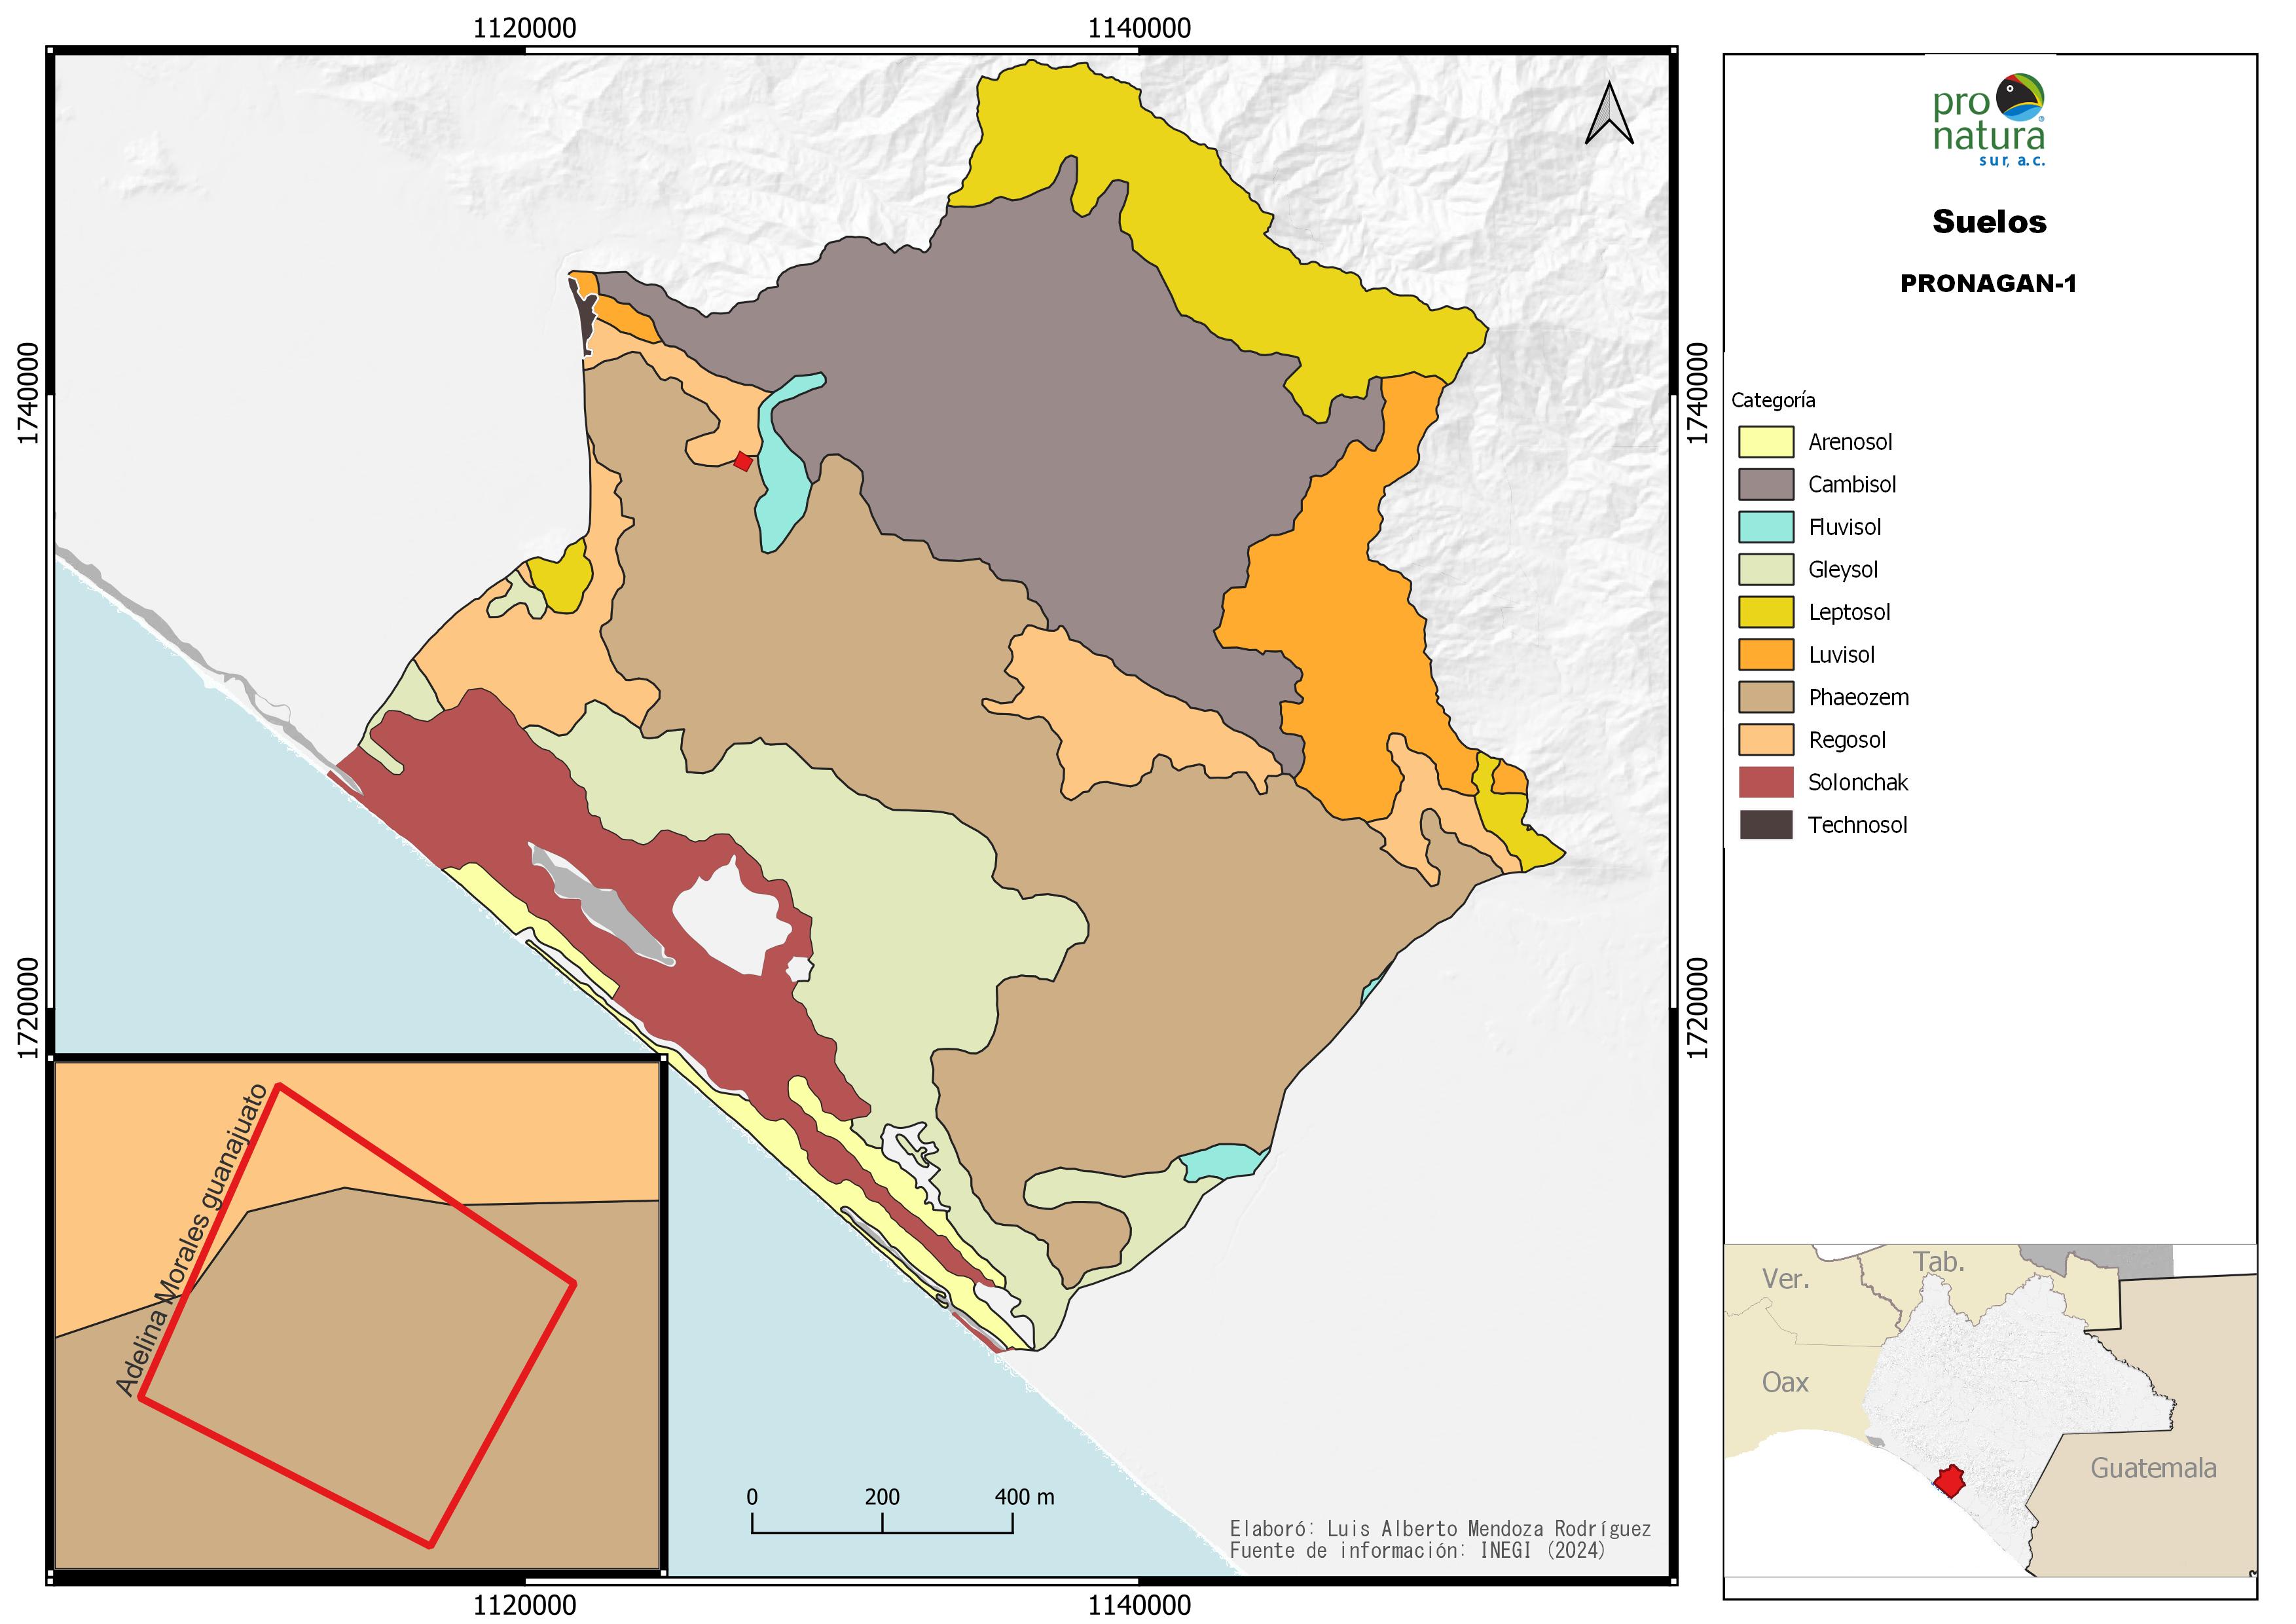 1120000
1140000
1740000
1720000
1740000
1720000
1120000
1140000
Adelina Morales guanajuato
0 200 400 m
Elaboró: Luis Alberto Mendoza Rodríguez
Fuente de información: INEGI (2024)
pro
natura
sur, a.c.
Suelos
PRONAGAN-1
Categoría
Arenosol
Cambisol
Fluvisol
Gleysol
Leptosol
Luvisol
Phaeozem
Regosol
Solonchak
Technosol
Ver.
Tab.
Oax
Guatemala